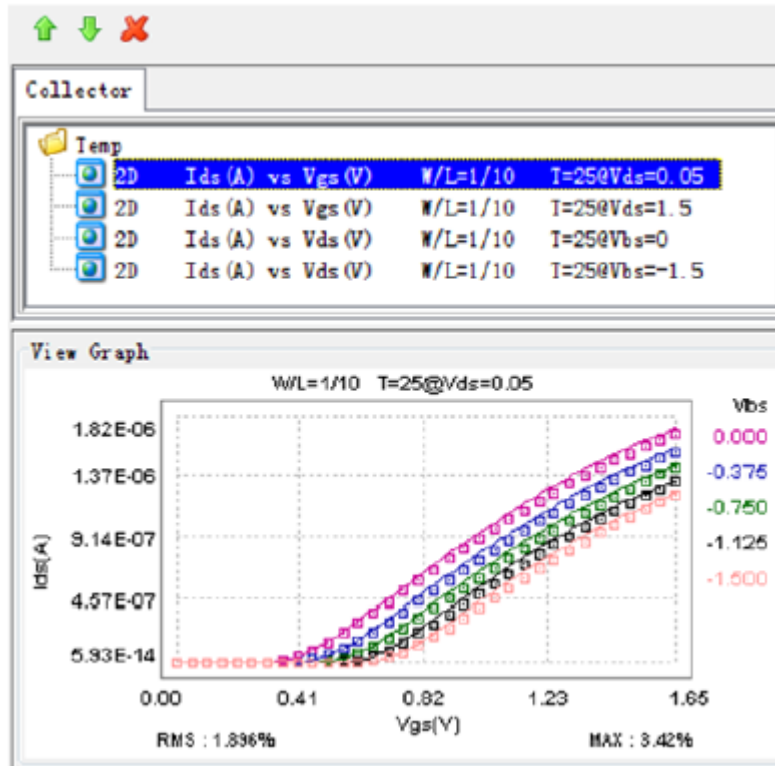 Collector
Temp
2D Ids(A) vs Vgs(V) W/L=1/10 T=25@Vds=0.05
2D Ids(A) vs Vgs(V) W/L=1/10 T=25@Vds=1.5
2D Ids(A) vs Vds(V) W/L=1/10 T=25@Vbs=0
2D Ids(A) vs Vds(V) W/L=1/10 T=25@Vbs=-1.5
View Graph
W/L=1/10 T=25@Vds=0.05
Vbs
1.82E-06
0.000
1.37E-06
-0.375
-0.750
9.14E-07
-1.125
Ids(A)
4.57E-07
-1.500
5.93E-14
0.00 0.41 0.82 1.23 1.65
Vgs(V)
RMS : 1.896% MAX : 3.42%